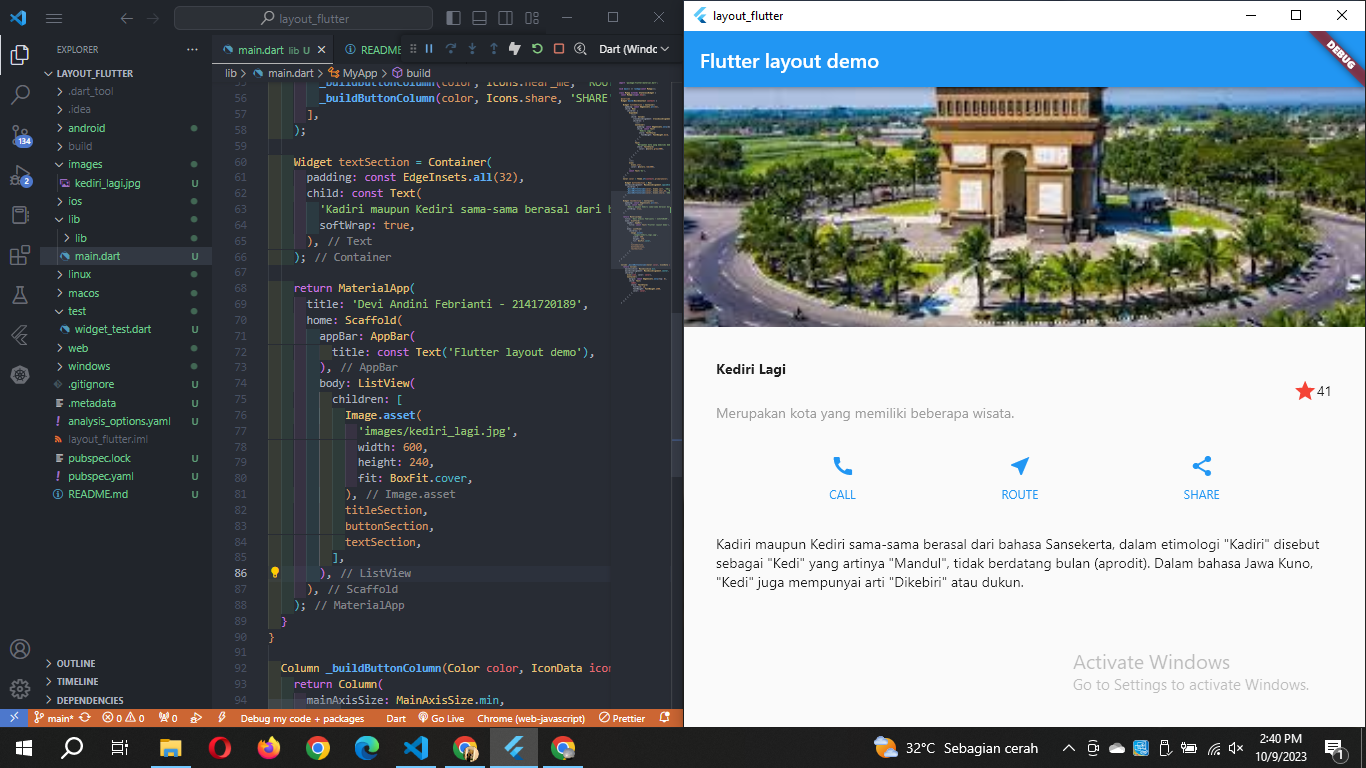 layout_flutter
EXPLORER
LAYOUT_FLUTTER
.dart_tool
.idea
android
build
images
kediri_lagi.jpg U
ios
lib
lib
main.dart U
linux
macos
test
widget_test.dart U
web
windows
.gitignore U
.metadata U
analysis_options.yaml U
layout_flutter.iml
pubspec.lock U
pubspec.yaml U
README.md U
OUTLINE
TIMELINE
DEPENDENCIES
134
2
main.dart lib U
README
Dart (Windc
lib > main.dart > MyApp > build
_buildButtonColumn(color, Icons.near_me, 'ROUT
56 _buildButtonColumn(color, Icons.share, 'SHARE'
57 ],
58 );
59
60 Widget textSection = Container(
61 padding: const EdgeInsets.all(32),
62 child: const Text(
63 'Kadiri maupun Kediri sama-sama berasal dari b
64 softWrap: true,
65 ), // Text
66 ); // Container
67
68 return MaterialApp(
69 title: 'Devi Andini Febrianti - 2141720189',
70 home: Scaffold(
71 appBar: AppBar(
72 title: const Text('Flutter layout demo'),
73 ), // AppBar
74 body: ListView(
75 children: [
76 Image.asset(
77 'images/kediri_lagi.jpg',
78 width: 600,
79 height: 240,
80 fit: BoxFit.cover,
81 ), // Image.asset
82 titleSection,
83 buttonSection,
84 textSection,
85 ],
86 ), // ListView
87 ), // Scaffold
88 ); // MaterialApp
89 }
90 }
91
92 Column _buildButtonColumn(Color color, IconData icon
93 return Column(
94 mainAxisSize: MainAxisSize.min,
main* 0 0 0 Debug my code + packages Dart Go Live Chrome (web-javascript) Prettier
layout_flutter
Flutter layout demo
DEBUG
Kediri Lagi
41
Merupakan kota yang memiliki beberapa wisata.
CALL ROUTE SHARE
Kadiri maupun Kediri sama-sama berasal dari bahasa Sansekerta, dalam etimologi "Kadiri" disebut
sebagai "Kedi" yang artinya "Mandul", tidak berdatang bulan (aprodit). Dalam bahasa Jawa Kuno,
"Kedi" juga mempunyai arti "Dikebiri" atau dukun.
Activate Windows
Go to Settings to activate Windows.
32°C Sebagian cerah
2:40 PM
10/9/2023
1